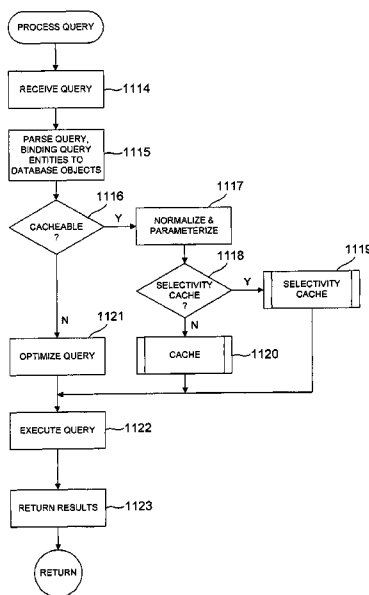 PROCESS QUERY
RECEIVE QUERY
1114
PARSE QUERY,
BINDING QUERY
ENTITIES TO
DATABASE OBJECTS
1115
1116
CACHEABLE
?
Y
N
1117
NORMALIZE &
PARAMETERIZE
1118
SELECTIVITY
CACHE
?
Y
N
1119
SELECTIVITY
CACHE
1121
OPTIMIZE QUERY
CACHE
1120
EXECUTE QUERY
1122
RETURN RESULTS
1123
RETURN